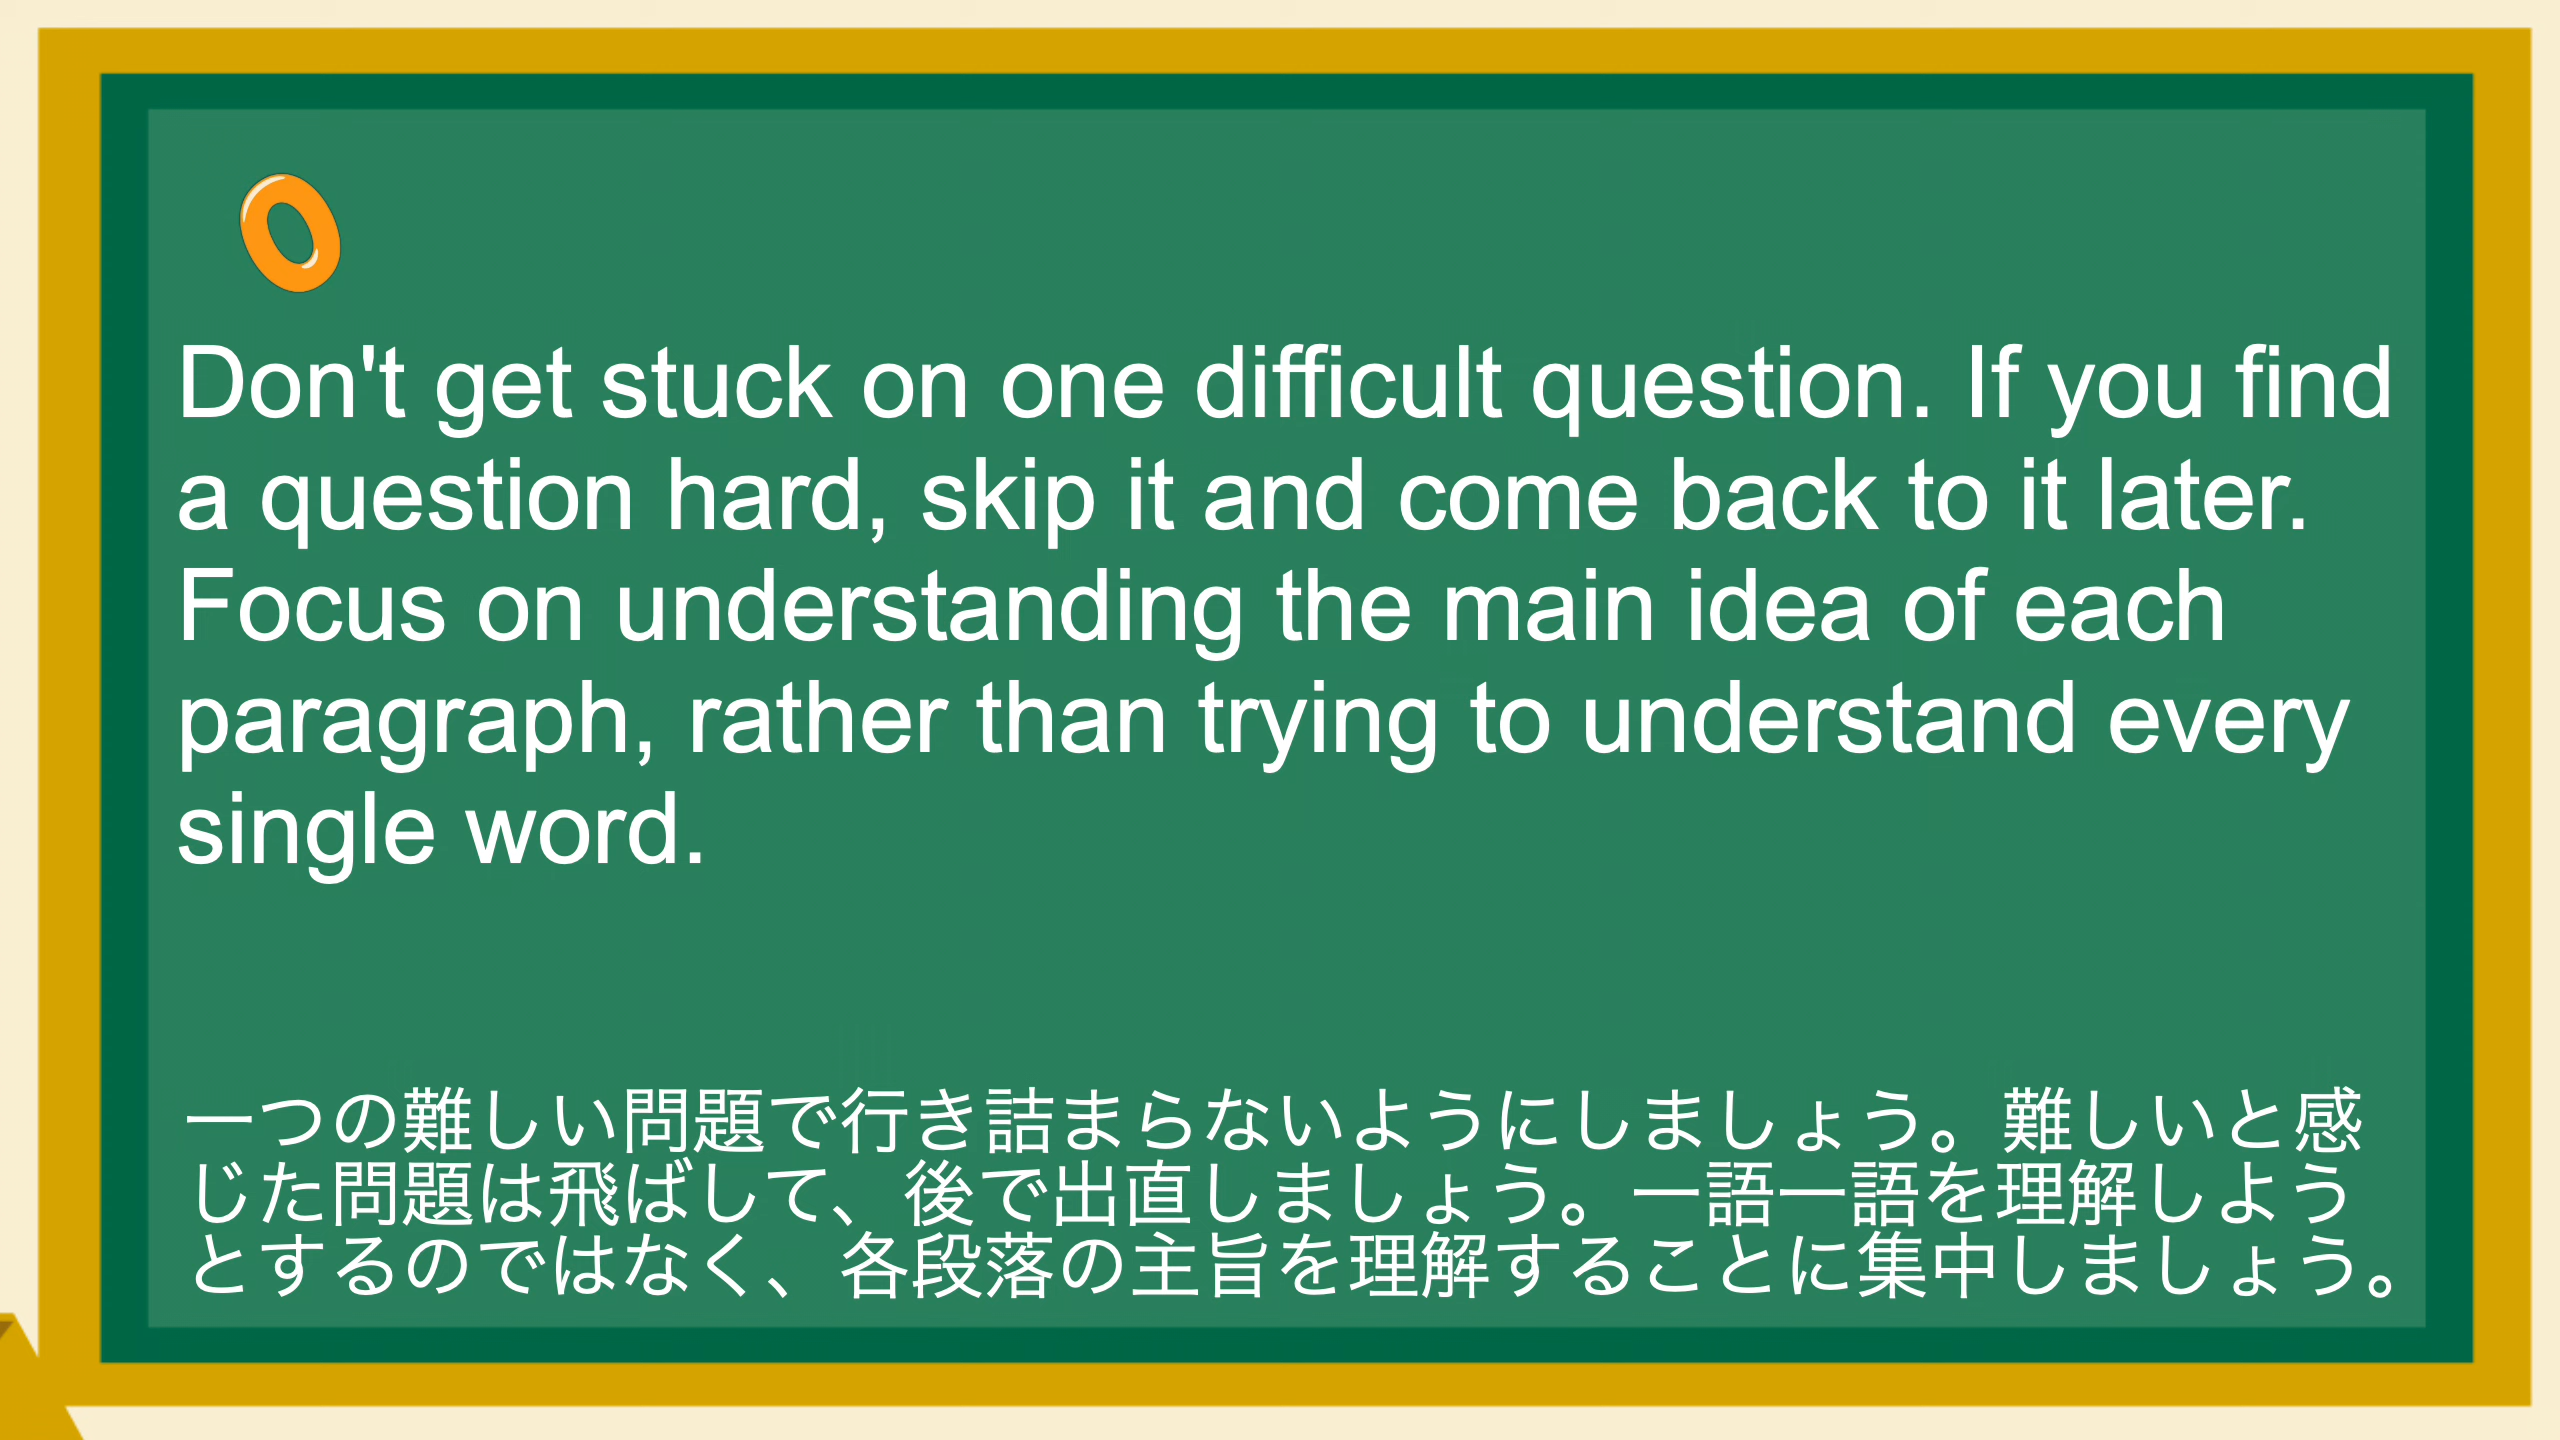 0
Don't get stuck on one difficult question. If you find
a question hard, skip it and come back to it later.
Focus on understanding the main idea of each
paragraph, rather than trying to understand every
single word.
一つの難しい問題で行き詰まらないようにしましょう。難しいと感
じた問題は飛ばして、後で出直しましょう。一語一語を理解しよう
とするのではなく、各段落の主旨を理解することに集中しましょう。